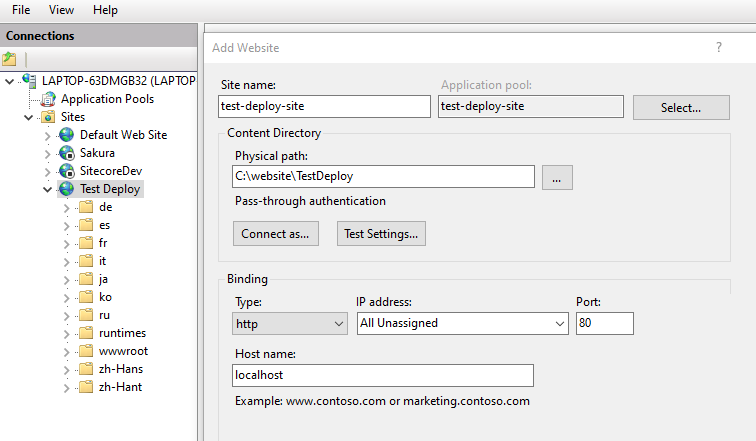 File View Help
Connections
LAPTOP-63DMGB32 (LAPTOP
Application Pools
Sites
Default Web Site
Sakura
SitecoreDev
Test Deploy
de
es
fr
it
ja
ko
ru
runtimes
wwwroot
zh-Hans
zh-Hant
Add Website ?
Site name: Application pool:
test-deploy-site test-deploy-site Select...
Content Directory
Physical path:
C:\website\TestDeploy ...
Pass-through authentication
Connect as... Test Settings...
Binding
Type: IP address: Port:
http All Unassigned 80
Host name:
localhost
Example: www.contoso.com or marketing.contoso.com